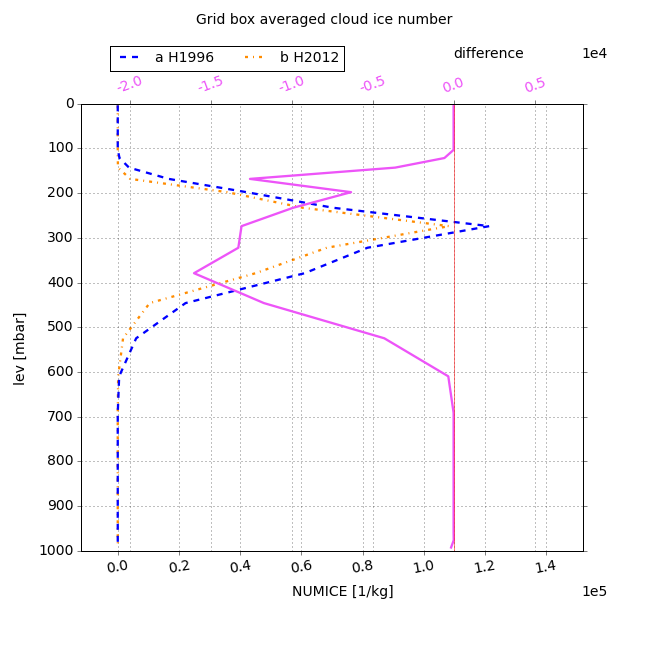 Grid box averaged cloud ice number
a H1996 b H2012
difference 1e4
-2.0 -1.5 -1.0 -0.5 0.0 0.5
0
100
200
300
400
500
600
700
800
900
1000
lev [mbar]
0.0 0.2 0.4 0.6 0.8 1.0 1.2 1.4
NUMICE [1/kg] 1e5